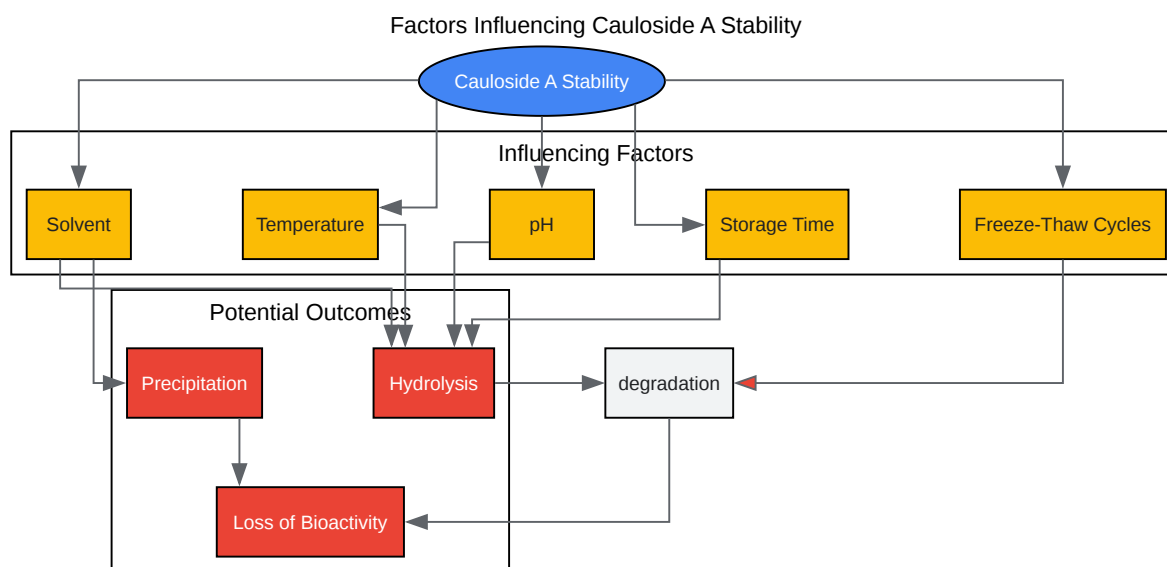 Factors Influencing Cauloside A Stability
Cauloside A Stability
Influencing Factors
Solvent
Temperature
pH
Storage Time
Freeze-Thaw Cycles
Potential Outcomes
Precipitation
Hydrolysis
degradation
Loss of Bioactivity